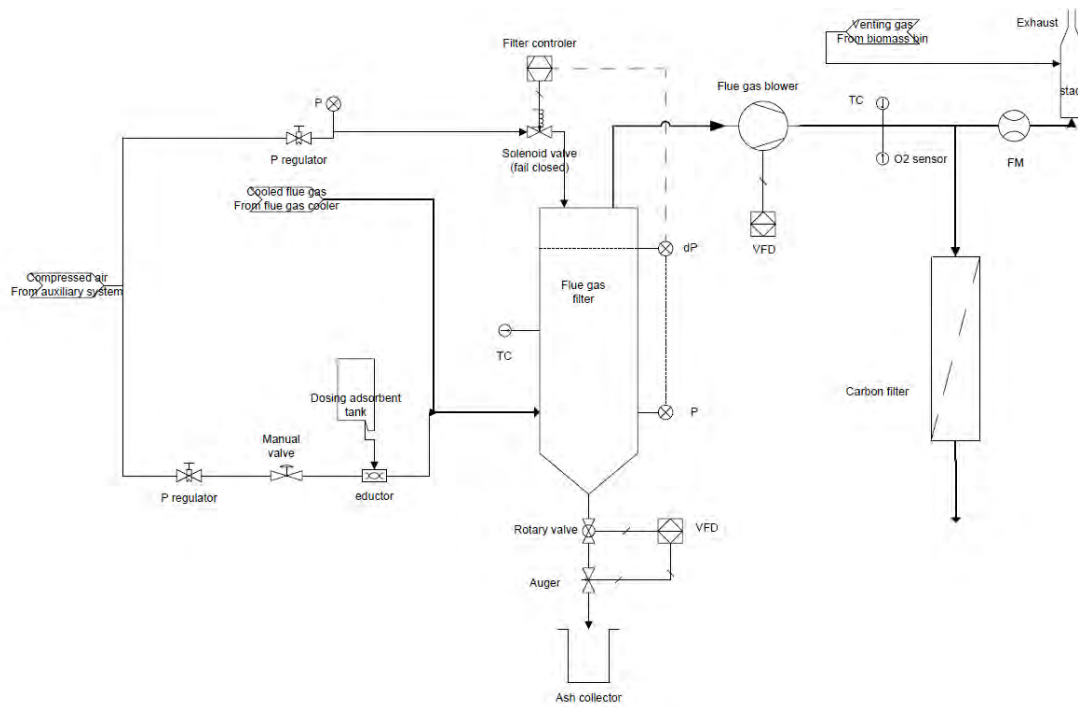 Venting gas
From biomass bin
Exhaust
stac
Filter controler
Flue gas blower
P
TC
P regulator
Solenoid valve
(fail closed)
O2 sensor
FM
Cooled flue gas
From flue gas cooler
VFD
dP
Compressed air
From auxiliary system
Flue gas
filter
TC
Dosing adsorbent
tank
Carbon filter
P
Manual
valve
P regulator
eductor
Rotary valve
VFD
Auger
Ash collector